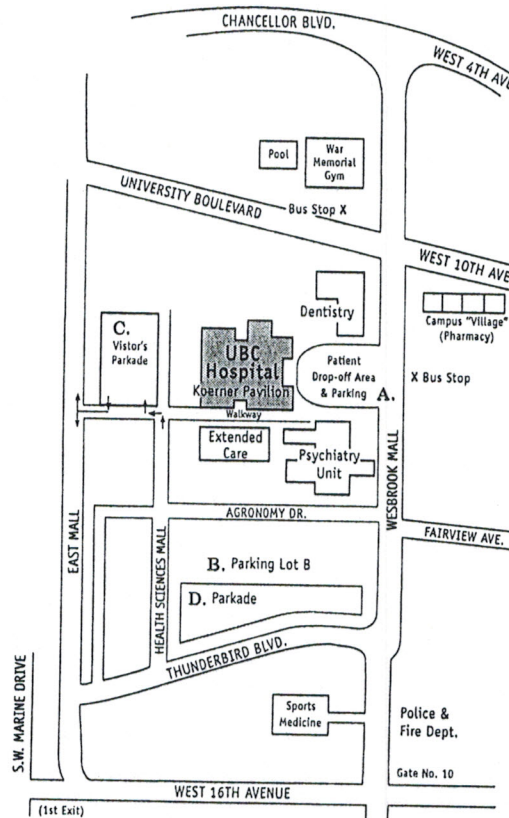 CHANCELLOR BLVD.
WEST 4TH AVE
Pool
War
Memorial
Gym
UNIVERSITY BOULEVARD
Bus Stop X
WEST 10TH AVE
Dentistry
Campus "Village"
(Pharmacy)
C.
Vistor's
Parkade
UBC
Hospital
Koerner Pavilion
Patient
Drop-off Area
& Parking
A.
X Bus Stop
Walkway
Extended
Care
Psychiatry
Unit
WESBROOK MALL
EAST MALL
HEALTH SCIENCES MALL
AGRONOMY DR.
FAIRVIEW AVE.
B. Parking Lot B
D. Parkade
THUNDERBIRD BLVD.
S.W. MARINE DRIVE
Sports
Medicine
Police &
Fire Dept.
Gate No. 10
WEST 16TH AVENUE
(1st Exit)